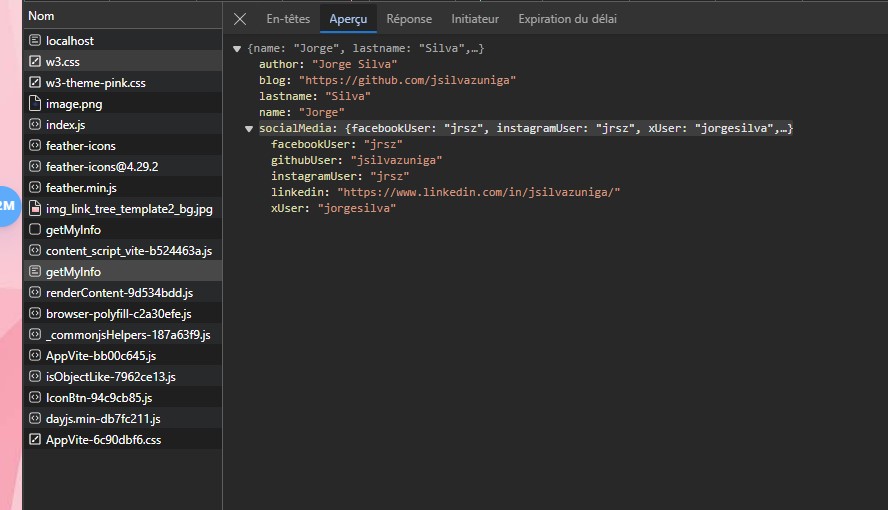 Nom
localhost
w3.css
w3-theme-pink.css
image.png
index.js
feather-icons
feather-icons@4.29.2
feather.min.js
img_link_tree_template2_bg.jpg
getMyInfo
content_script_vite-b524463a.js
getMyInfo
renderContent-9d534bdd.js
browser-polyfill-c2a30efe.js
_commonjsHelpers-187a63f9.js
AppVite-bb00c645.js
isObjectLike-7962ce13.js
IconBtn-94c9cb85.js
dayjs.min-db7fc211.js
AppVite-6c90dbf6.css
2M
En-têtes Aperçu Réponse Initiateur Expiration du délai
{name: "Jorge", lastname: "Silva",…}
author: "Jorge Silva"
blog: "https://github.com/jsilvazuniga"
lastname: "Silva"
name: "Jorge"
socialMedia: {facebookUser: "jrsz", instagramUser: "jrsz", xUser: "jorgesilva",…}
facebookUser: "jrsz"
githubUser: "jsilvazuniga"
instagramUser: "jrsz"
linkedin: "https://www.linkedin.com/in/jsilvazuniga/"
xUser: "jorgesilva"